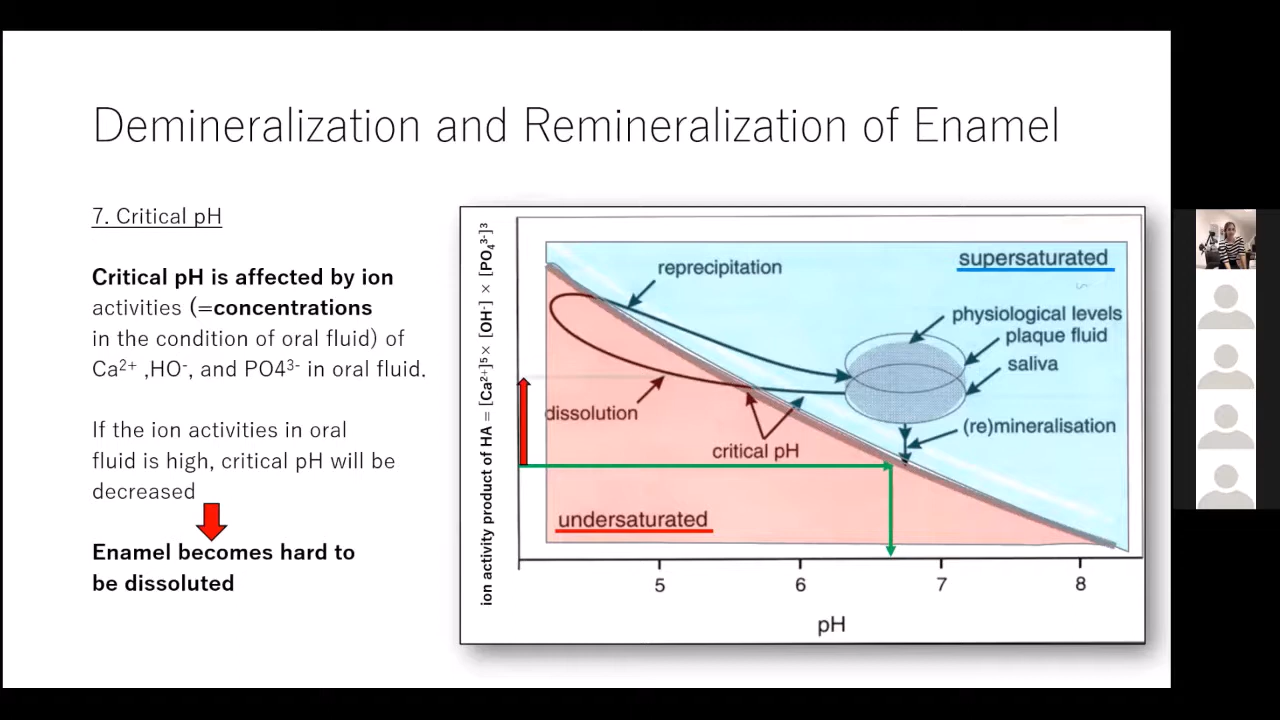 Demineralization and Remineralization of Enamel
7. Critical pH
Critical pH is affected by ion
activities (=concentrations
in the condition of oral fluid) of
Ca²⁺ ,HO⁻, and PO4³⁻ in oral fluid.
If the ion activities in oral
fluid is high, critical pH will be
decreased
Enamel becomes hard to
be dissoluted
ion activity product of HA = [Ca²⁺]⁵× [OH⁻] × [PO₄³⁻]³
reprecipitation
supersaturated
physiological levels
plaque fluid
saliva
dissolution
(re)mineralisation
critical pH
undersaturated
5 6 7 8
pH